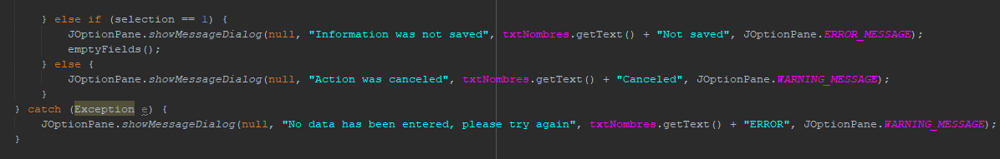 } else if (selection == 1) {
JOptionPane.showMessageDialog(null, "Information was not saved", txtNombres.getText() + "Not saved", JOptionPane.ERROR_MESSAGE);
emptyFields();
} else {
JOptionPane.showMessageDialog(null, "Action was canceled", txtNombres.getText() + "Canceled", JOptionPane.WARNING_MESSAGE);
}
} catch (Exception e) {
JOptionPane.showMessageDialog(null, "No data has been entered, please try again", txtNombres.getText() + "ERROR", JOptionPane.WARNING_MESSAGE);
}